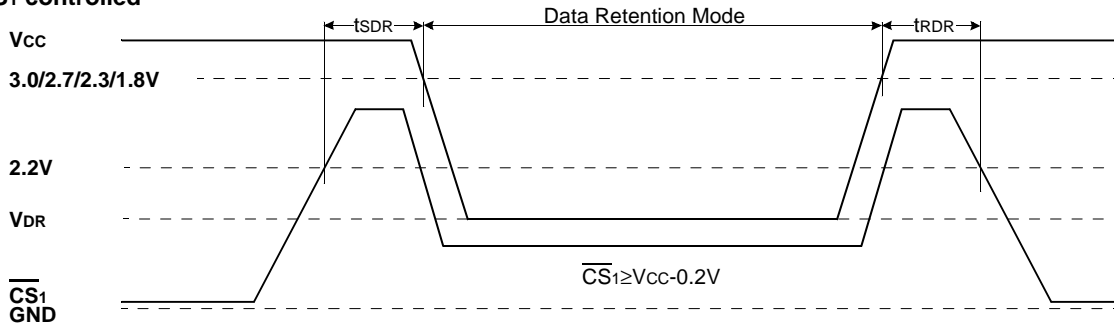 controlled
tSDR
Data Retention Mode
tRDR
VCC
3.0/2.7/2.3/1.8V
2.2V
VDR
CS1≥VCC-0.2V
CS1
GND